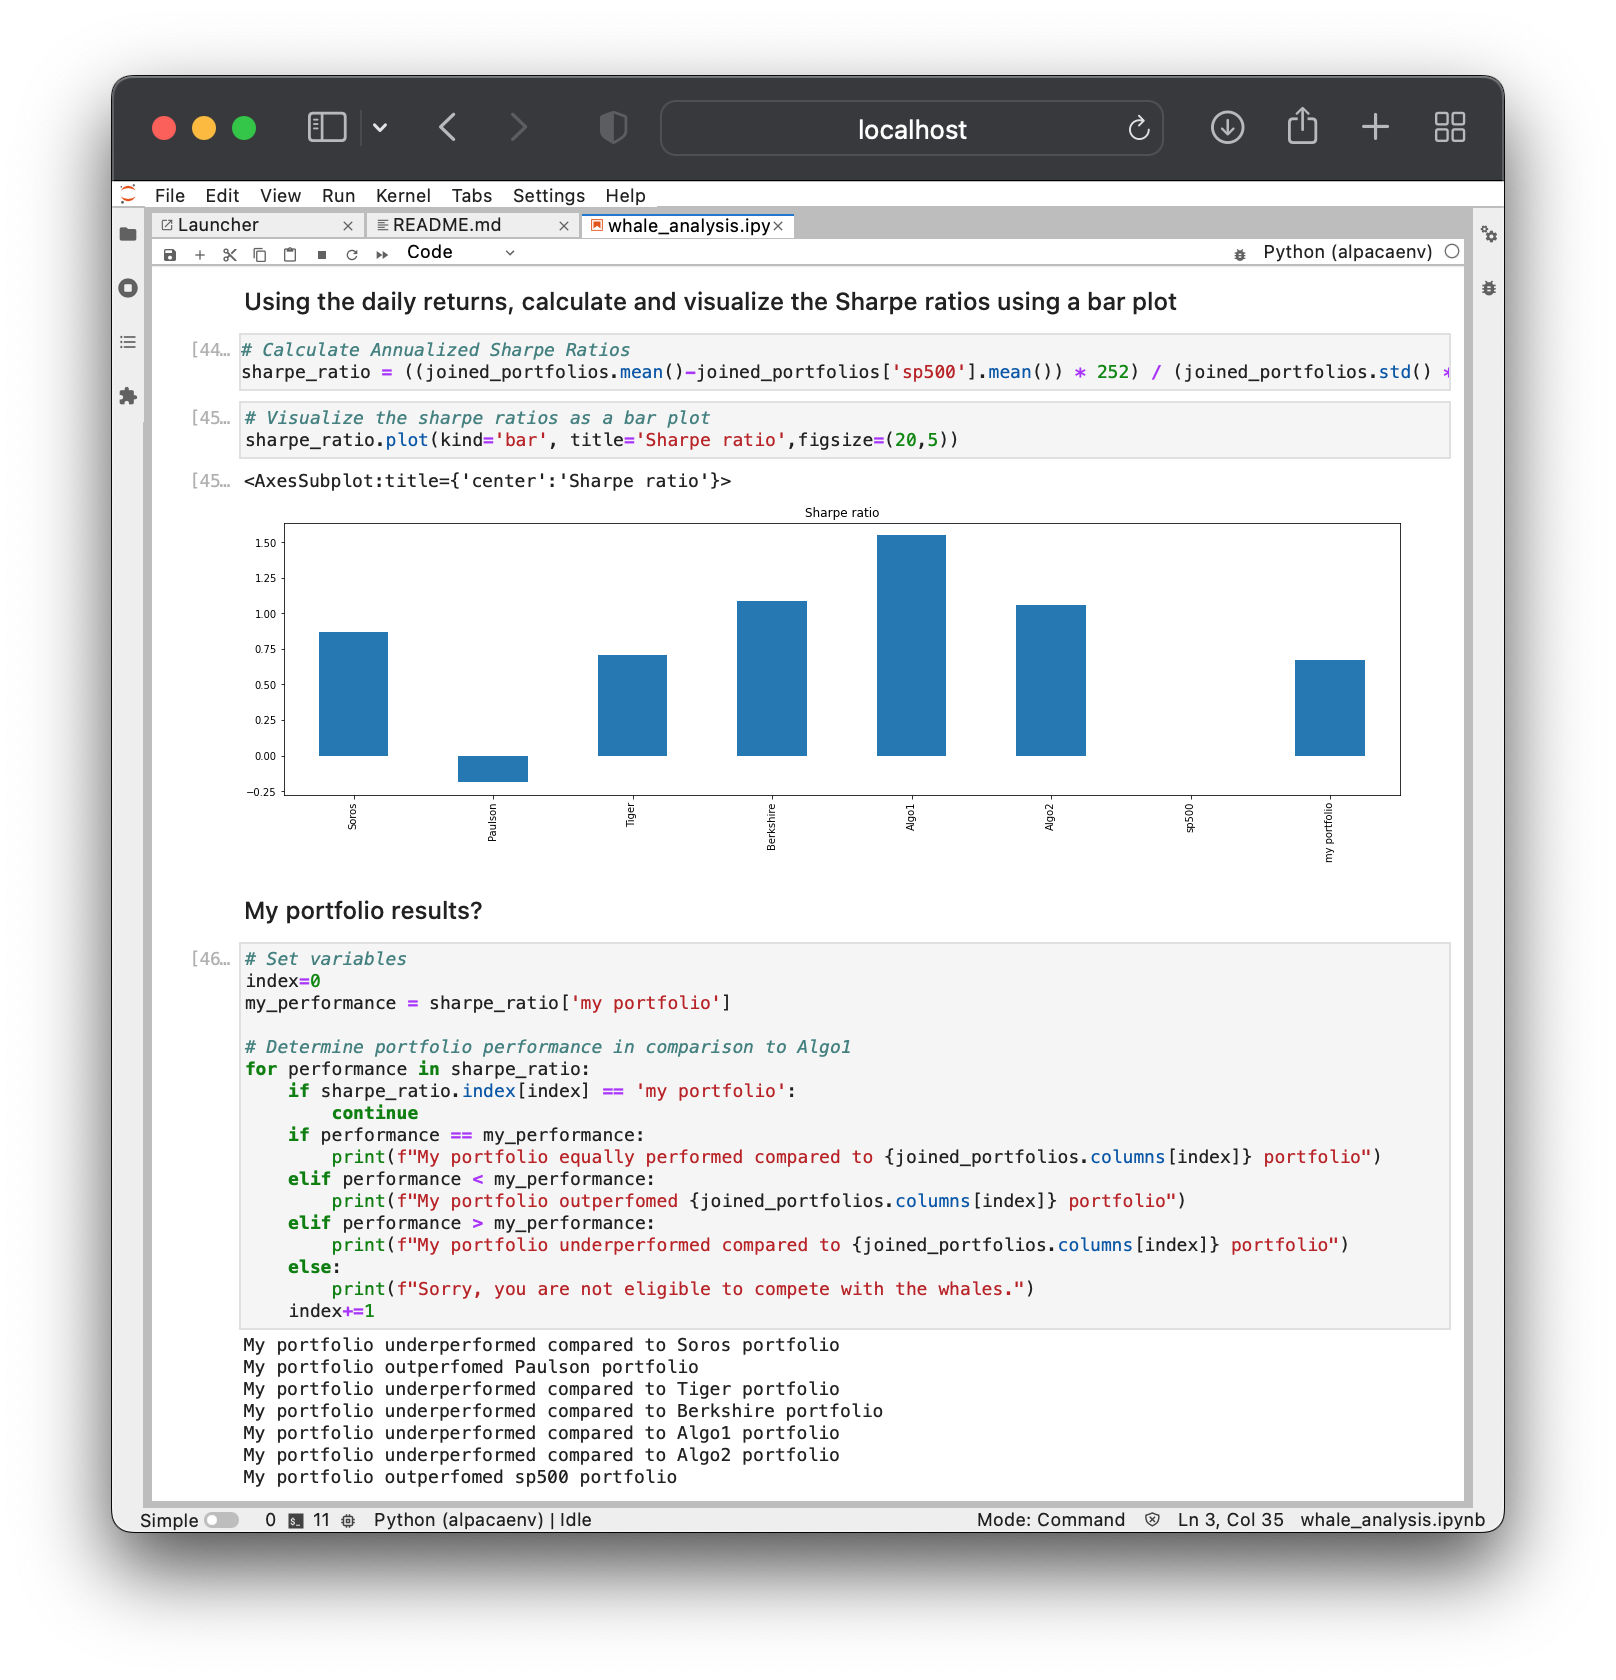 localhost
File Edit View Run Kernel Tabs Settings Help
Launcher README.md whale_analysis.ipy
Code Python (alpacaenv)
Using the daily returns, calculate and visualize the Sharpe ratios using a bar plot
[44… # Calculate Annualized Sharpe Ratios
sharpe_ratio = ((joined_portfolios.mean()-joined_portfolios['sp500'].mean()) * 252) / (joined_portfolios.std() *
[45… # Visualize the sharpe ratios as a bar plot
sharpe_ratio.plot(kind='bar', title='Sharpe ratio',figsize=(20,5))
[45… <AxesSubplot:title={'center':'Sharpe ratio'}>
Sharpe ratio
1.50
1.25
1.00
0.75
0.50
0.25
0.00
−0.25
Soros Paulson Tiger Berkshire Algo1 Algo2 sp500 my portfolio
My portfolio results?
[46… # Set variables
index=0
my_performance = sharpe_ratio['my portfolio']
# Determine portfolio performance in comparison to Algo1
for performance in sharpe_ratio:
    if sharpe_ratio.index[index] == 'my portfolio':
        continue
    if performance == my_performance:
        print(f"My portfolio equally performed compared to {joined_portfolios.columns[index]} portfolio")
    elif performance < my_performance:
        print(f"My portfolio outperfomed {joined_portfolios.columns[index]} portfolio")
    elif performance > my_performance:
        print(f"My portfolio underperformed compared to {joined_portfolios.columns[index]} portfolio")
    else:
        print(f"Sorry, you are not eligible to compete with the whales.")
    index+=1
My portfolio underperformed compared to Soros portfolio
My portfolio outperfomed Paulson portfolio
My portfolio underperformed compared to Tiger portfolio
My portfolio underperformed compared to Berkshire portfolio
My portfolio underperformed compared to Algo1 portfolio
My portfolio underperformed compared to Algo2 portfolio
My portfolio outperfomed sp500 portfolio
Simple 0 11 Python (alpacaenv) | Idle Mode: Command Ln 3, Col 35 whale_analysis.ipynb